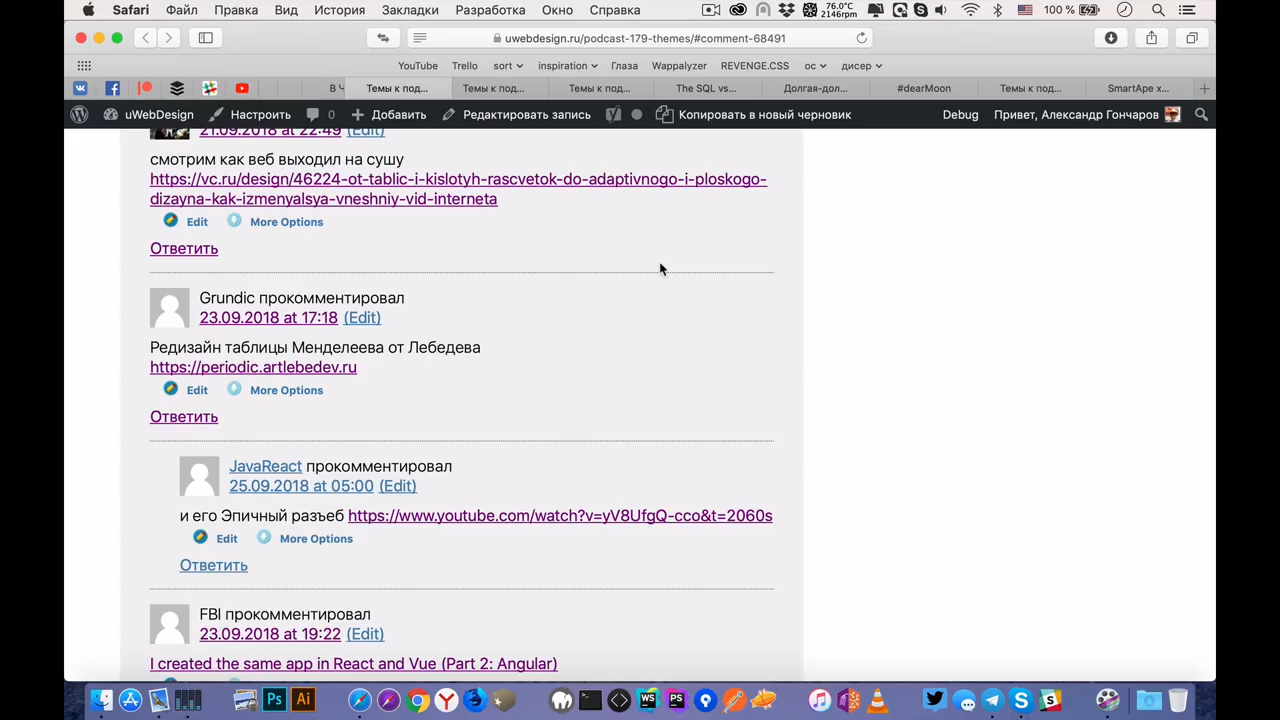 Safari Файл Правка Вид История Закладки Разработка Окно Справка 76.0°C 2146rpm 100 %
uwebdesign.ru/podcast-179-themes/#comment-68491
YouTube Trello sort inspiration Глаза Wappalyzer REVENGE.CSS ос дисер
В Ч Темы к под... Темы к под... Темы к под... The SQL vs... Долгая-дол... #dearMoon Темы к под... SmartApe х...
uWebDesign Настроить 0 Добавить Редактировать запись Копировать в новый черновик Debug Привет, Александр Гончаров
21.09.2018 at 22:49 (Edit)
смотрим как веб выходил на сушу
https://vc.ru/design/46224-ot-tablic-i-kislotyh-rascvetok-do-adaptivnogo-i-ploskogo-
dizayna-kak-izmenyalsya-vneshniy-vid-interneta
Edit More Options
Ответить
Grundic прокомментировал
23.09.2018 at 17:18 (Edit)
Редизайн таблицы Менделеева от Лебедева
https://periodic.artlebedev.ru
Edit More Options
Ответить
JavaReact прокомментировал
25.09.2018 at 05:00 (Edit)
и его Эпичный разъеб https://www.youtube.com/watch?v=yV8UfgQ-cco&t=2060s
Edit More Options
Ответить
FBI прокомментировал
23.09.2018 at 19:22 (Edit)
I created the same app in React and Vue (Part 2: Angular)
Ps Ai WS PS